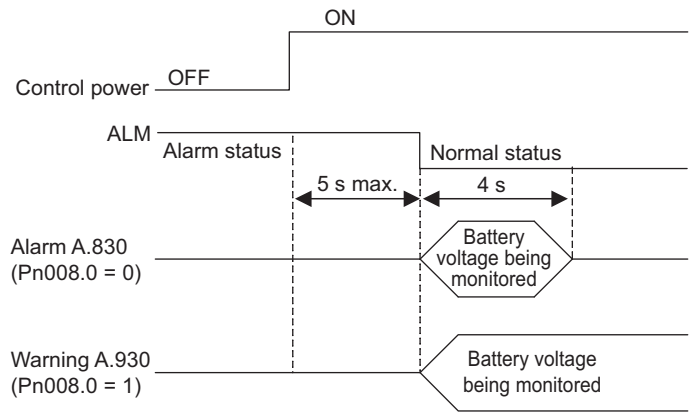 ON
OFF
Control power
ALM
Alarm status
Normal status
5 s max.
4 s
Alarm A.830
(Pn008.0 = 0)
Battery
voltage being
monitored
Warning A.930
(Pn008.0 = 1)
Battery voltage
being monitored